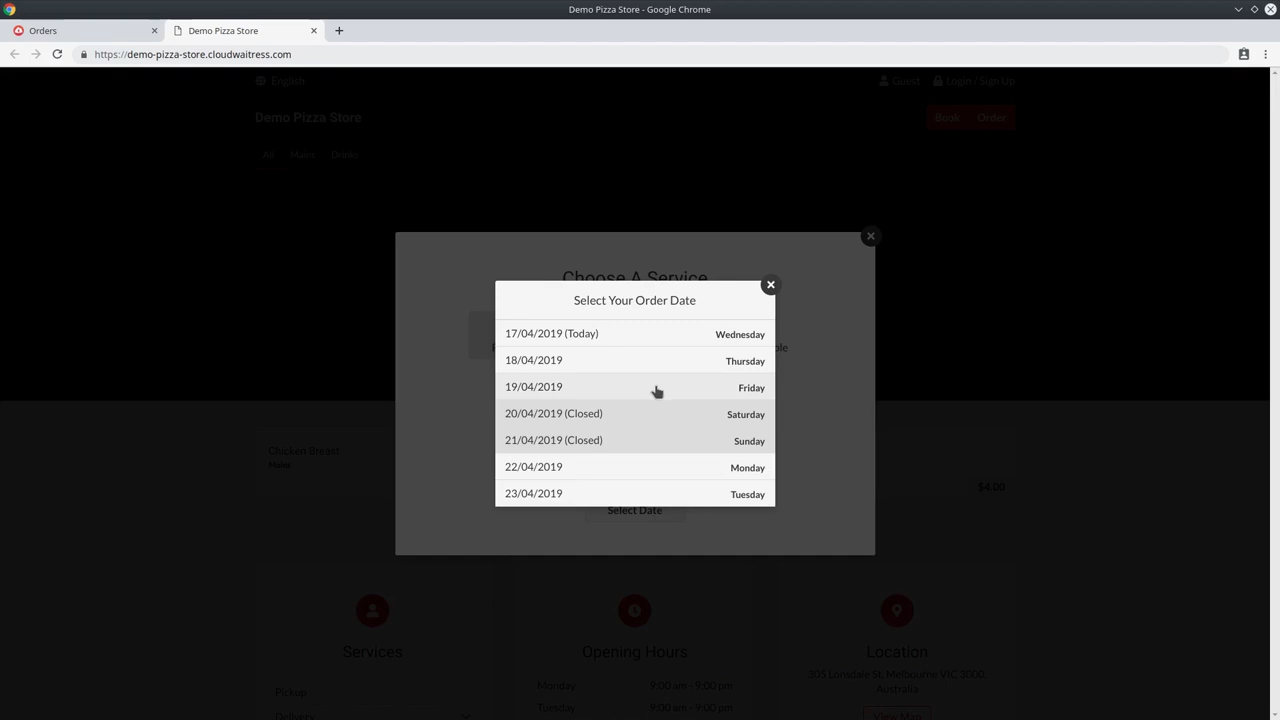 Demo Pizza Store - Google Chrome
Orders
Demo Pizza Store
https://demo-pizza-store.cloudwaitress.com
English
Guest
Login / Sign Up
Demo Pizza Store
Book
Order
All
Mains
Drinks
Choose A Service
Select Your Order Date
17/04/2019 (Today) Wednesday
18/04/2019 Thursday
19/04/2019 Friday
20/04/2019 (Closed) Saturday
21/04/2019 (Closed) Sunday
22/04/2019 Monday
23/04/2019 Tuesday
Select Date
Chicken Breast
Mains
$4.00
Services
Pickup
Delivery
Opening Hours
Monday 9:00 am - 9:00 pm
Tuesday 9:00 am - 9:00 pm
Location
305 Lonsdale St, Melbourne VIC 3000,
Australia
View Map